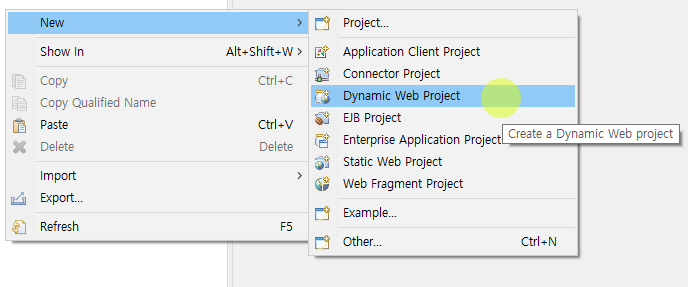 New
Show In Alt+Shift+W
Copy Ctrl+C
Copy Qualified Name
Paste Ctrl+V
Delete Delete
Import
Export...
Refresh F5
Project...
Application Client Project
Connector Project
Dynamic Web Project
EJB Project
Create a Dynamic Web project
Enterprise Application Project
Static Web Project
Web Fragment Project
Example...
Other... Ctrl+N